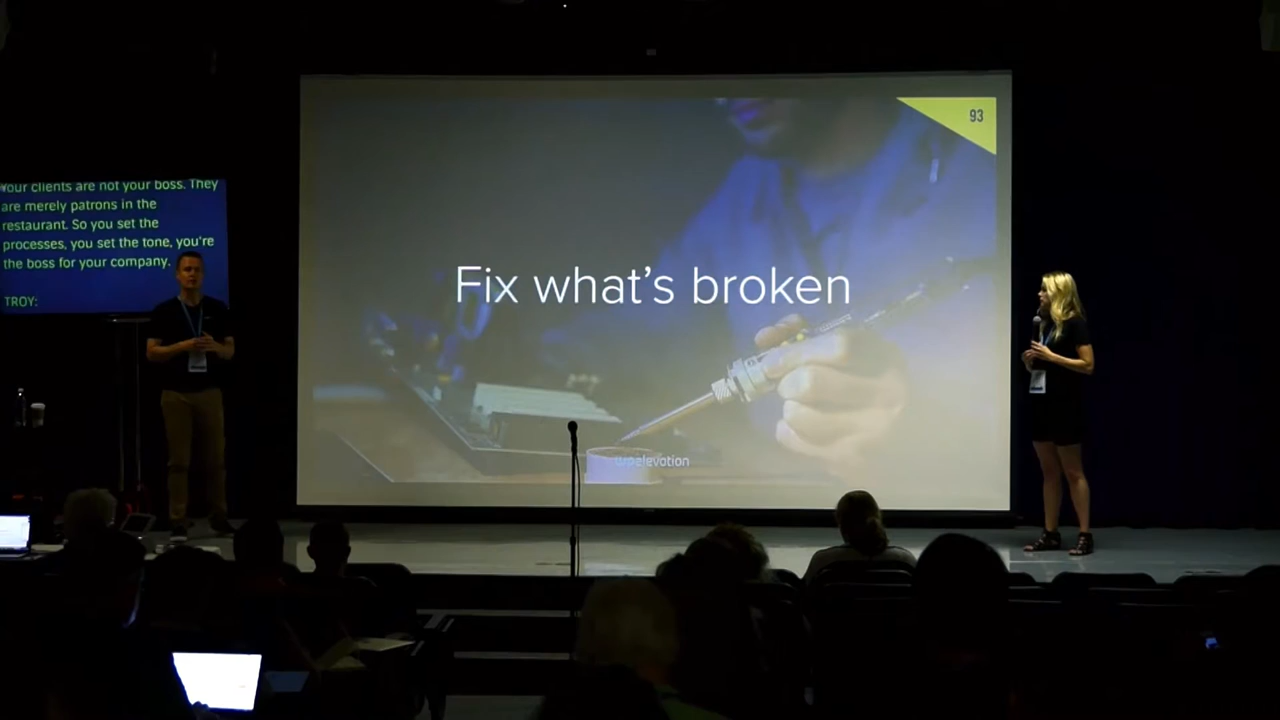 Your clients are not your boss. They
are merely patrons in the
restaurant. So you set the
processes, you set the tone, you're
the boss for your company.
TROY:
93
Fix what's broken
wpelevation